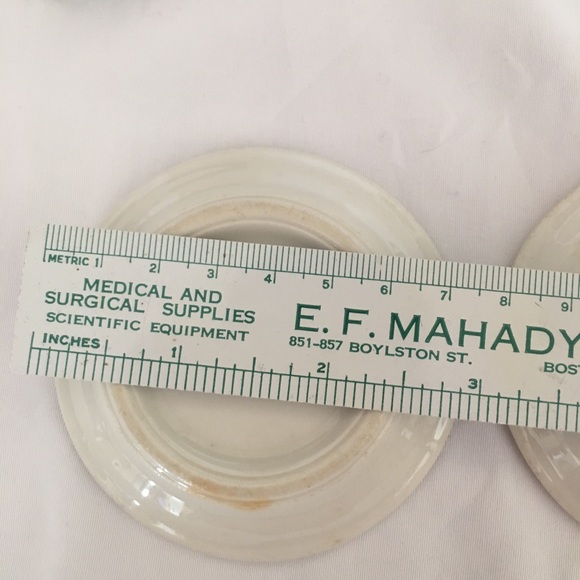 METRIC 1 2 3 4 5 6 7 8 9
MEDICAL AND
SURGICAL SUPPLIES
SCIENTIFIC EQUIPMENT
E. F. MAHADY
851-857 BOYLSTON ST.
BOST
INCHES 1 2 3